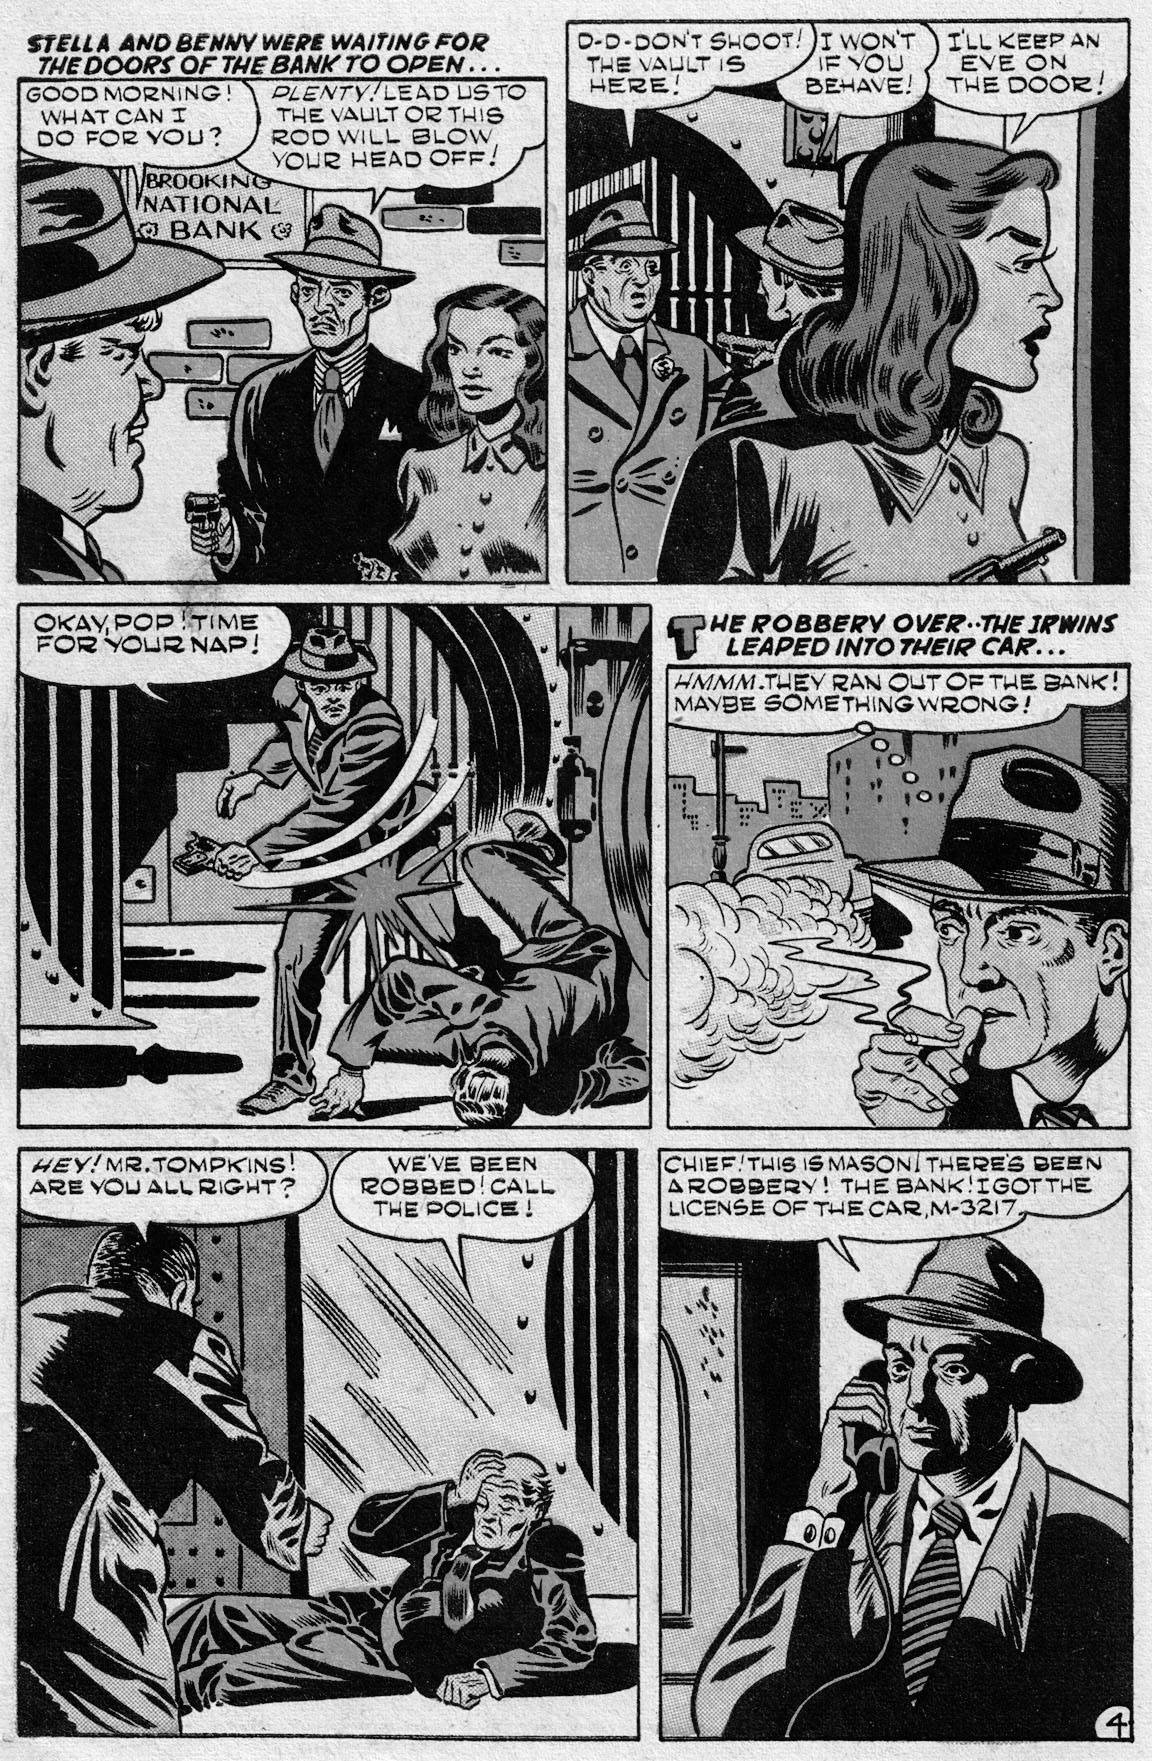 STELLA AND BENNY WERE WAITING FOR
THE DOORS OF THE BANK TO OPEN...
GOOD MORNING!
WHAT CAN I
DO FOR YOU?
PLENTY! LEAD US TO
THE VAULT OR THIS
ROD WILL BLOW
YOUR HEAD OFF!
BROOKING
NATIONAL
BANK
D-D-DON'T SHOOT!
THE VAULT IS
HERE!
I WON'T
IF YOU
BEHAVE!
I'LL KEEP AN
EYE ON
THE DOOR!
OKAY, POP! TIME
FOR YOUR NAP!
THE ROBBERY OVER..THE IRWINS
LEAPED INTO THEIR CAR...
HMMM. THEY RAN OUT OF THE BANK!
MAYBE SOMETHING WRONG!
HEY! MR. TOMPKINS!
ARE YOU ALL RIGHT?
WE'VE BEEN
ROBBED! CALL
THE POLICE!
CHIEF! THIS IS MASON! THERE'S BEEN
A ROBBERY! THE BANK! I GOT THE
LICENSE OF THE CAR, M-3217.
4